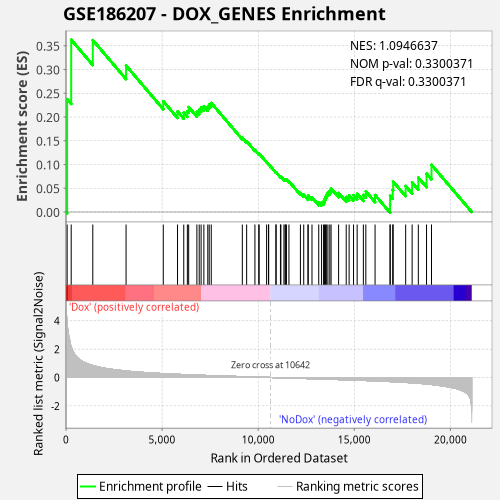 GSE186207 - DOX_GENES Enrichment
NES: 1.0946637
NOM p-val: 0.3300371
FDR q-val: 0.3300371
Enrichment score (ES)
0.35
0.30
0.25
0.20
0.15
0.10
0.05
0.00
'Dox' (positively correlated)
Ranked list metric (Signal2Noise)
4
2
0
-2
Zero cross at 10642
'NoDox' (negatively correlated)
0 5,000 10,000 15,000 20,000
Rank in Ordered Dataset
Enrichment profile Hits Ranking metric scores